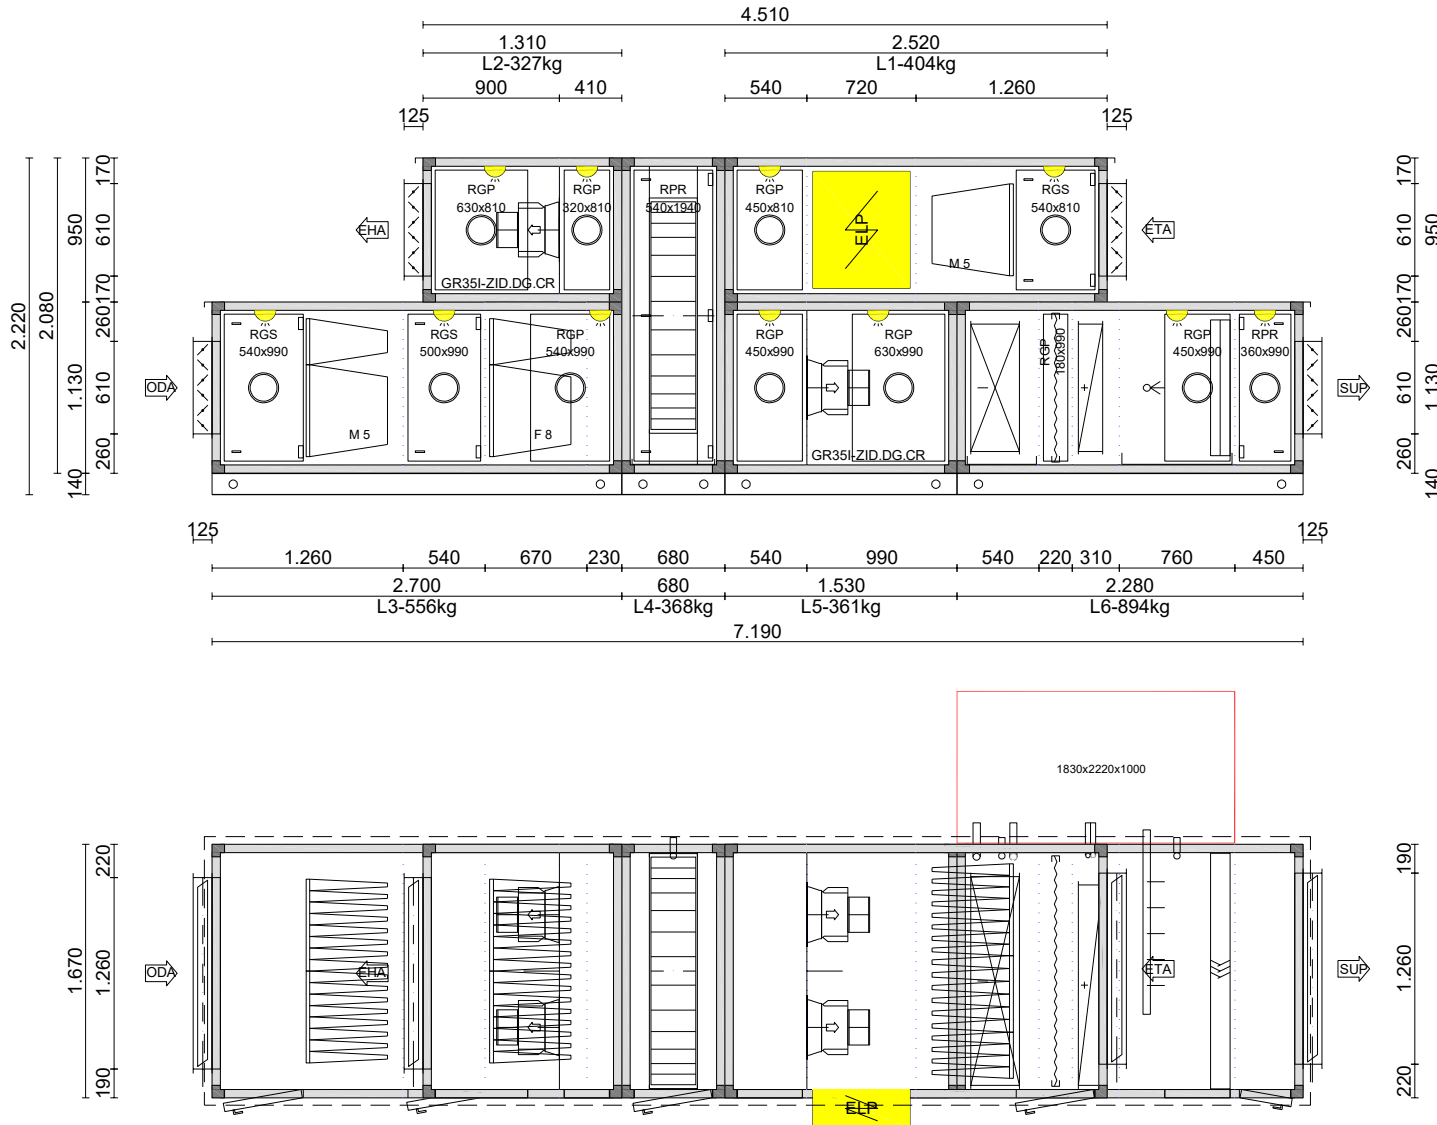 4.510
1.310
2.520
L2-327kg
L1-404kg
900
410
540
720
1.260
125
125
170
610
170
950
2.080
2.220
260
610
260
1.130
140
170
610
170
950
260
610
260
1.130
140
RGP
630x810
RGP
320x810
RPR
540x1940
RGP
450x810
ELP
M 5
RGS
540x810
EHA
ETA
GR35I-ZID.DG.CR
RGS
540x990
M 5
RGS
500x990
F 8
RGP
540x990
RGP
450x990
RGP
630x990
GR35I-ZID.DG.CR
RGP
180x990
RGP
450x990
RPR
360x990
ODA
SUP
125
125
1.260
540
670
230
680
540
990
540
220
310
760
450
2.700
680
1.530
2.280
L3-556kg
L4-368kg
L5-361kg
L6-894kg
7.190
1830x2220x1000
220
1.260
190
1.670
190
1.260
220
ODA
EHA
ETA
SUP
ELP